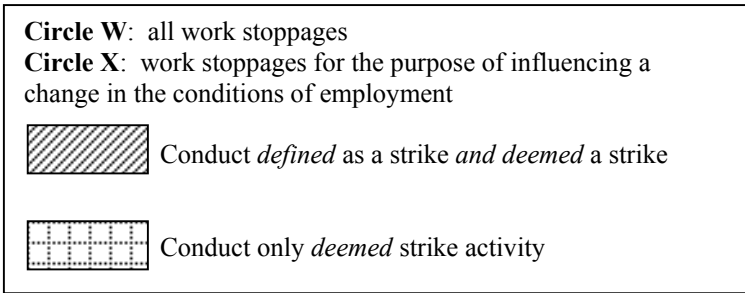 Circle W: all work stoppages
Circle X: work stoppages for the purpose of influencing a
change in the conditions of employment
Conduct defined as a strike and deemed a strike
Conduct only deemed strike activity